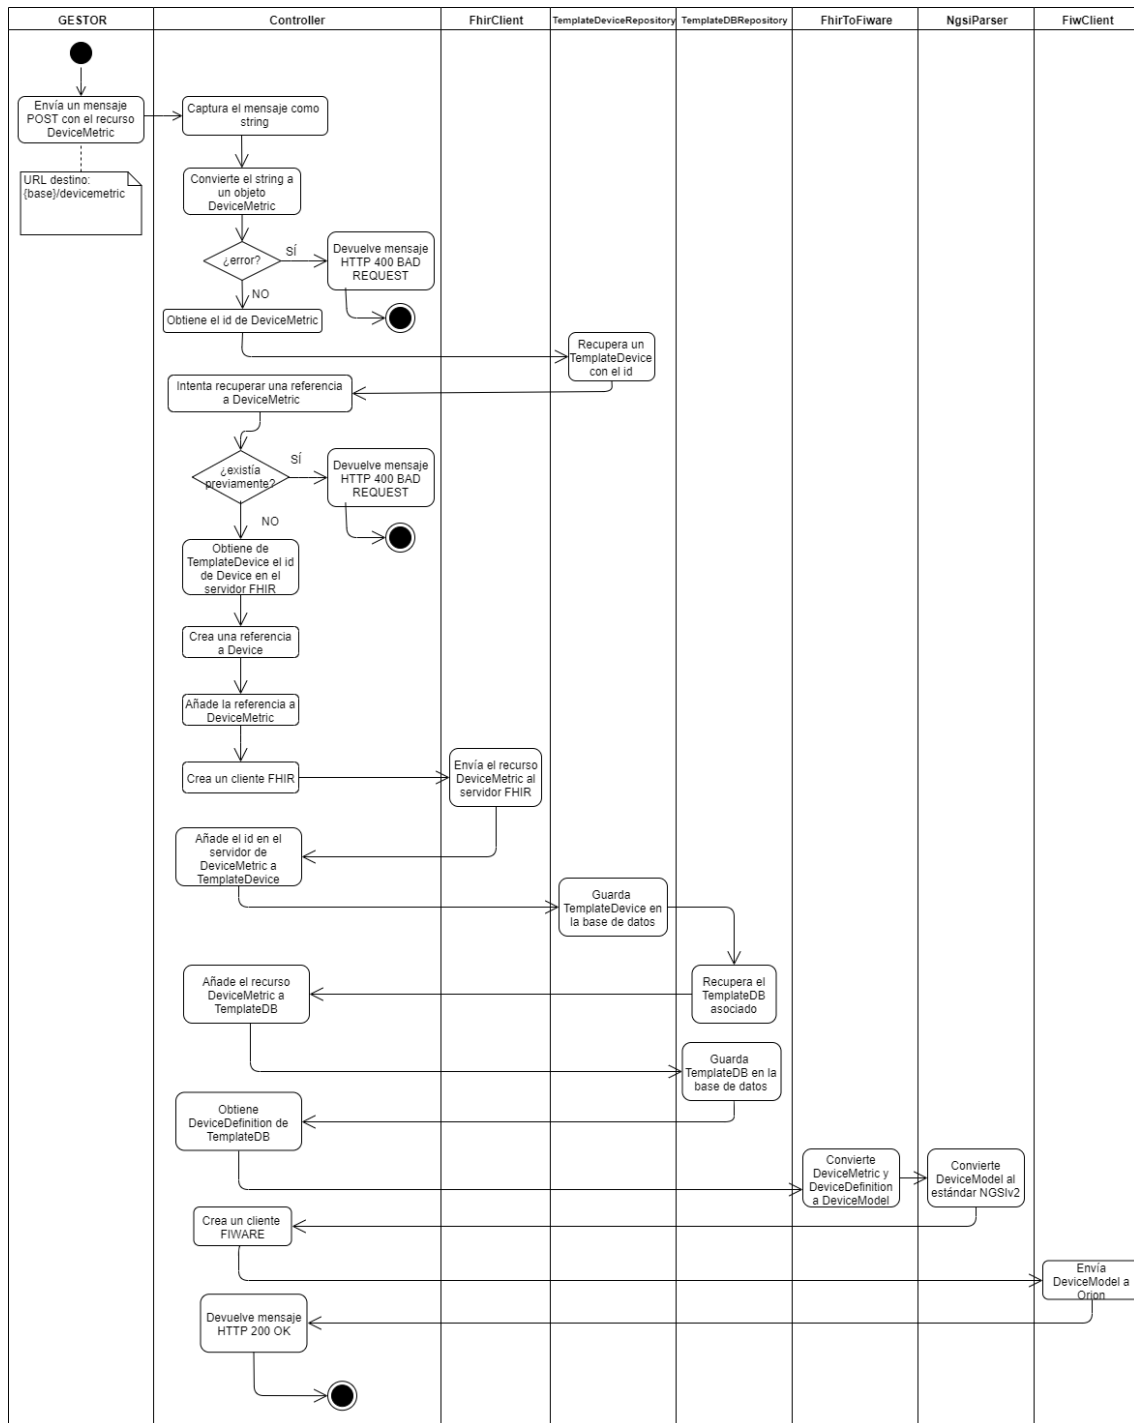 GESTOR
Controller
FhirClient
TemplateDeviceRepository
TemplateDBRepository
FhirToFiware
NgsiParser
FiwClient
Envía un mensaje
POST con el recurso
DeviceMetric
URL destino:
{base}/devicemetric
Captura el mensaje como
string
Convierte el string a
un objeto
DeviceMetric
¿error?
SÍ
Devuelve mensaje
HTTP 400 BAD
REQUEST
NO
Obtiene el id de DeviceMetric
Recupera un
TemplateDevice
con el id
Intenta recuperar una referencia
a DeviceMetric
¿existía
previamente?
SÍ
Devuelve mensaje
HTTP 400 BAD
REQUEST
NO
Obtiene de
TemplateDevice el id
de Device en el
servidor FHIR
Crea una referencia
a Device
Añade la referencia a
DeviceMetric
Crea un cliente FHIR
Envía el recurso
DeviceMetric al
servidor FHIR
Añade el id en el
servidor de
DeviceMetric a
TemplateDevice
Guarda
TemplateDevice en
la base de datos
Recupera el
TemplateDB
asociado
Añade el recurso
DeviceMetric a
TemplateDB
Guarda
TemplateDB en la
base de datos
Obtiene
DeviceDefinition de
TemplateDB
Convierte
DeviceMetric y
DeviceDefinition
a DeviceModel
Convierte
DeviceModel al
estándar NGSIv2
Crea un cliente
FIWARE
Envía
DeviceModel a
Orion
Devuelve mensaje
HTTP 200 OK